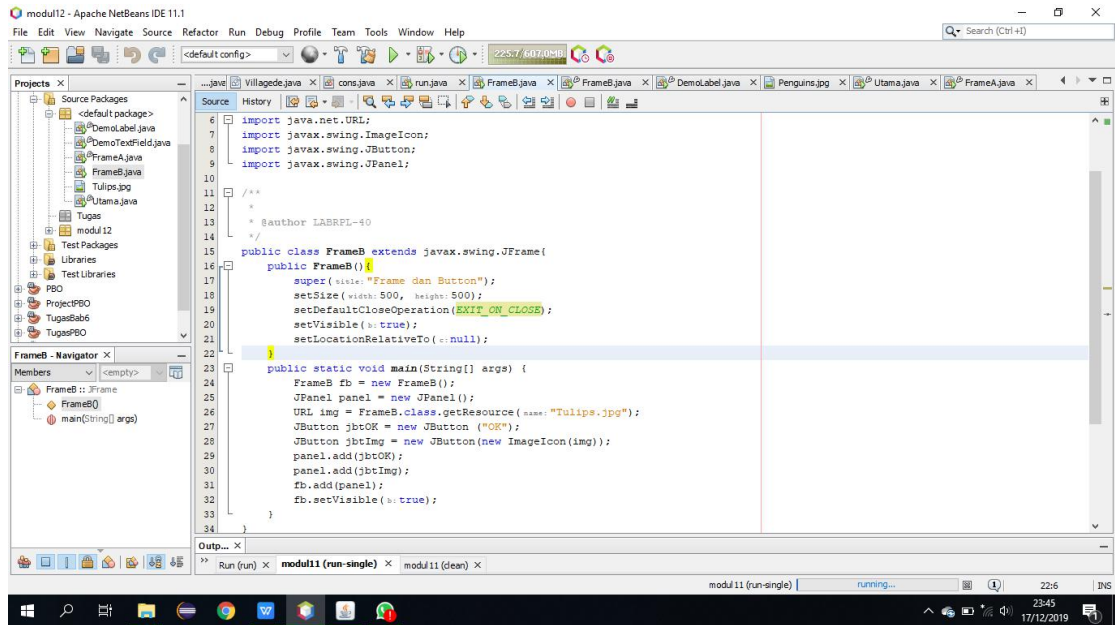 modul12 - Apache NetBeans IDE 11.1
File Edit View Navigate Source Refactor Run Debug Profile Team Tools Window Help
Search (Ctrl+I)
<default config>
225.7/607.0MB
Projects
....java Villagede.java cons.java run.java FrameB.java FrameB.java DemoLabel.java Penguins.jpg Utama.java FrameA.java
Source Packages
<default package>
DemoLabel.java
DemoTextField.java
FrameA.java
FrameB.java
Tulips.jpg
Utama.java
Tugas
modul12
Test Packages
Libraries
Test Libraries
PBO
ProjectPBO
TugasBab6
TugasPBO
FrameB - Navigator
Members <empty>
FrameB :: JFrame
FrameB()
main(String[] args)
Source History
6 import java.net.URL;
7 import javax.swing.ImageIcon;
8 import javax.swing.JButton;
9 import javax.swing.JPanel;
10
11 /**
12 *
13 * @author LABRPL-40
14 */
15 public class FrameB extends javax.swing.JFrame{
16 public FrameB(){
17 super(title:"Frame dan Button");
18 setSize(width:500, height:500);
19 setDefaultCloseOperation(EXIT_ON_CLOSE);
20 setVisible(b:true);
21 setLocationRelativeTo(c:null);
22 }
23 public static void main(String[] args) {
24 FrameB fb = new FrameB();
25 JPanel panel = new JPanel();
26 URL img = FrameB.class.getResource(name:"Tulips.jpg");
27 JButton jbtOK = new JButton ("OK");
28 JButton jbtImg = new JButton(new ImageIcon(img));
29 panel.add(jbtOK);
30 panel.add(jbtImg);
31 fb.add(panel);
32 fb.setVisible(b:true);
33 }
34 }
Outp...
Run (run) modul11 (run-single) modul11 (clean)
modul11 (run-single) running... 1 22:6 INS
23:45
17/12/2019